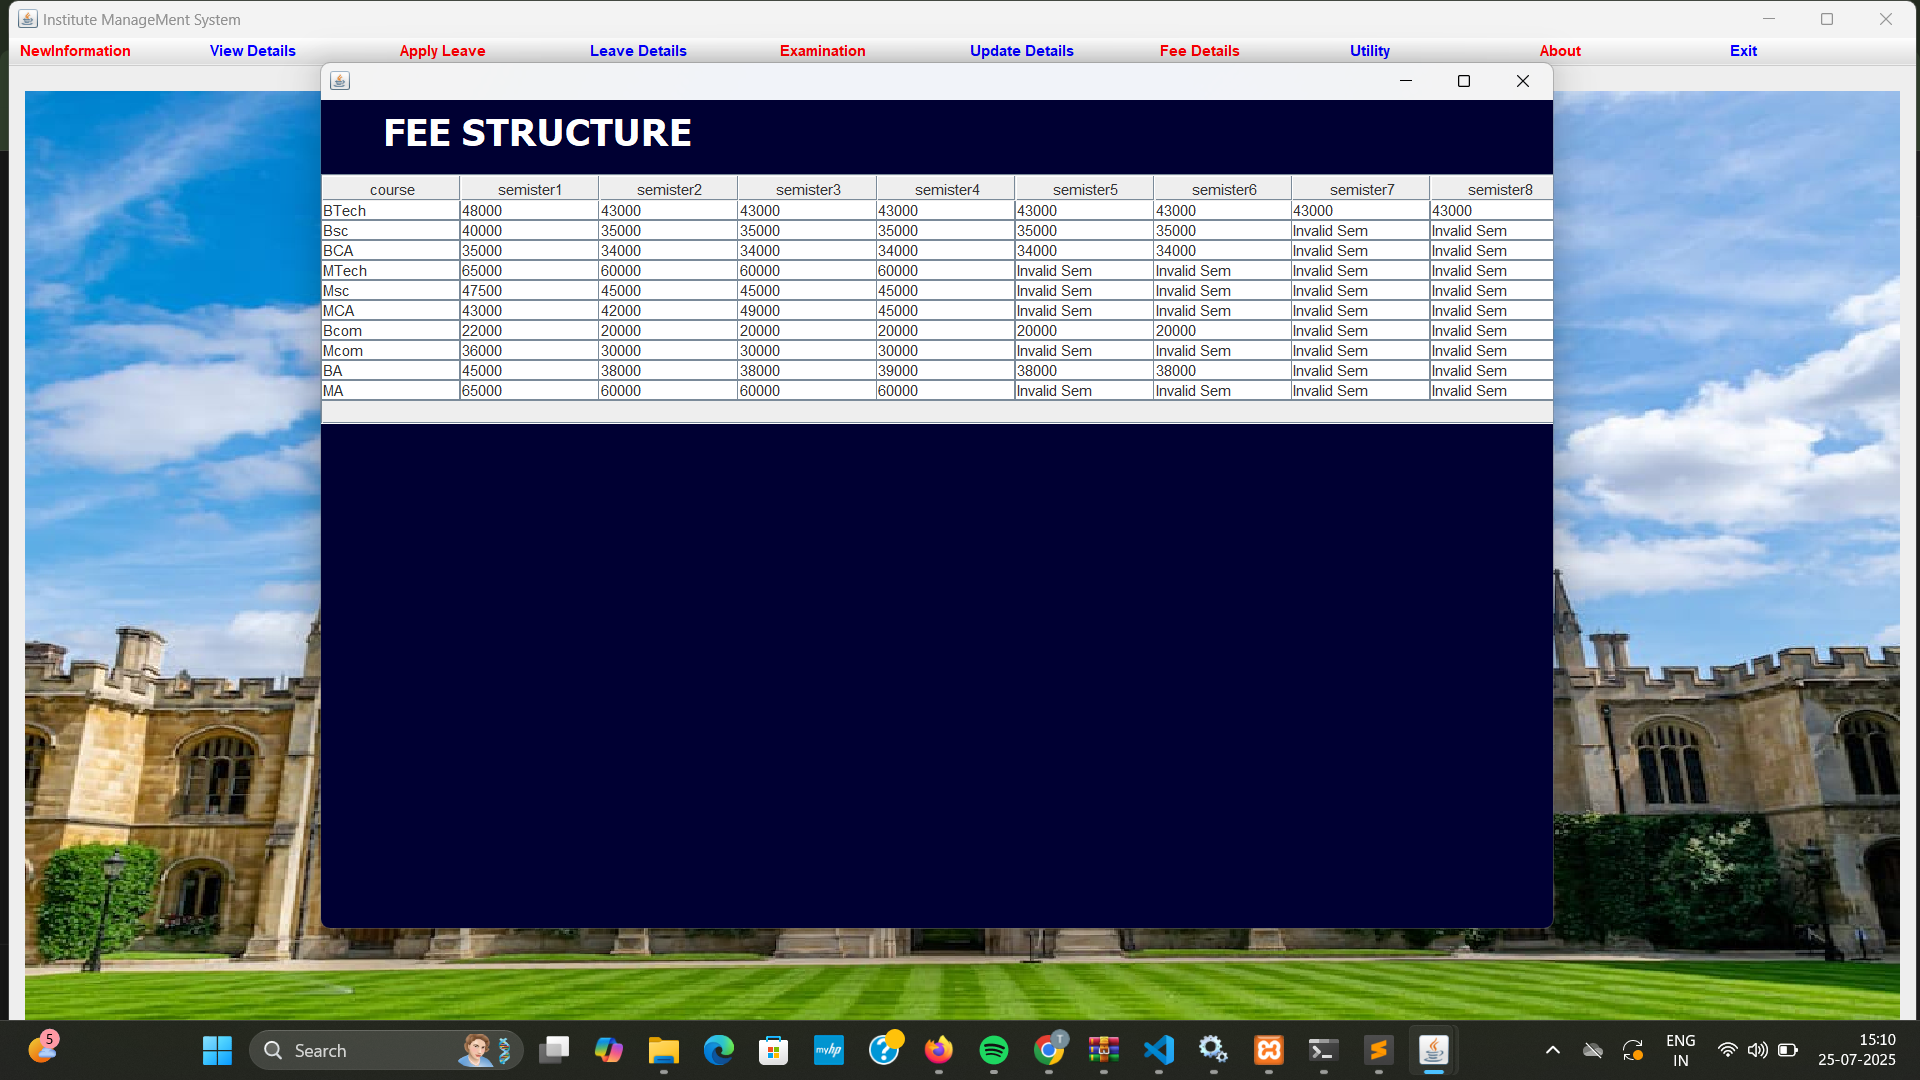 Institute ManageMent System
NewInformation View Details Apply Leave Leave Details Examination Update Details Fee Details Utility About Exit
FEE STRUCTURE
course semister1 semister2 semister3 semister4 semister5 semister6 semister7 semister8
BTech 48000 43000 43000 43000 43000 43000 43000 43000
Bsc 40000 35000 35000 35000 35000 35000 Invalid Sem Invalid Sem
BCA 35000 34000 34000 34000 34000 34000 Invalid Sem Invalid Sem
MTech 65000 60000 60000 60000 Invalid Sem Invalid Sem Invalid Sem Invalid Sem
Msc 47500 45000 45000 45000 Invalid Sem Invalid Sem Invalid Sem Invalid Sem
MCA 43000 42000 49000 45000 Invalid Sem Invalid Sem Invalid Sem Invalid Sem
Bcom 22000 20000 20000 20000 20000 20000 Invalid Sem Invalid Sem
Mcom 36000 30000 30000 30000 Invalid Sem Invalid Sem Invalid Sem Invalid Sem
BA 45000 38000 38000 39000 38000 38000 Invalid Sem Invalid Sem
MA 65000 60000 60000 60000 Invalid Sem Invalid Sem Invalid Sem Invalid Sem
5 Search myhp T ENG 15:10
IN 25-07-2025